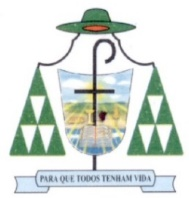 PARA QUE TODOS TENHAM VIDA